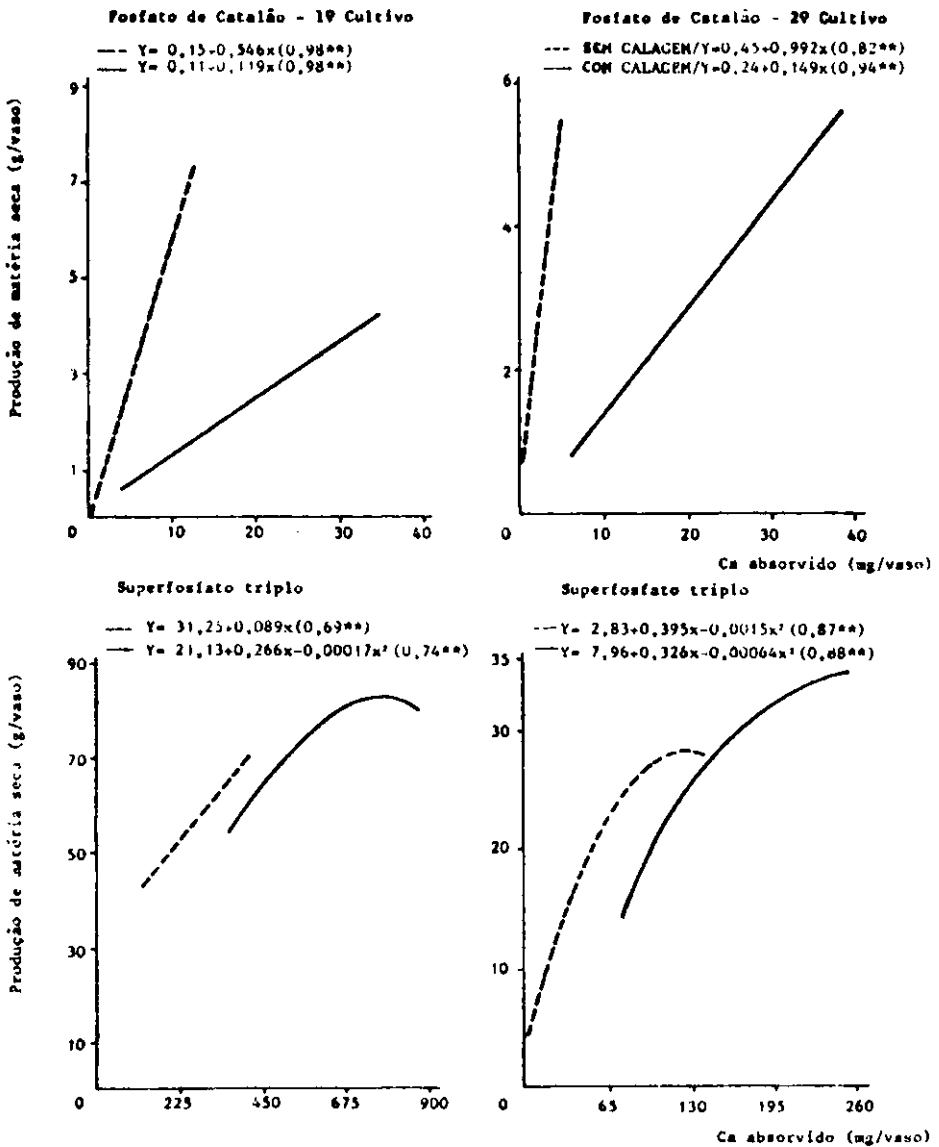 Fosfato de Catalão - 1º Cultivo
Y= 0,15+0,546x(0,98**)
Y= 0,11+0,119x(0,98**)
Produção de matéria seca (g/vaso)
9
7
5
3
1
0
10
20
30
40
Fosfato de Catalão - 2º Cultivo
SEM CALAGEM/Y=0,45+0,992x(0,82**)
COM CALAGEM/Y=0,24+0,149x(0,94**)
6
4
2
0
10
20
30
40
Ca absorvido (mg/vaso)
Superfosfato triplo
Y= 31,25+0,089x(0,69**)
Y= 21,13+0,266x-0,00017x²(0,74**)
Produção de matéria seca (g/vaso)
90
70
50
30
10
0
225
450
675
900
Superfosfato triplo
Y= 2,83+0,395x-0,0015x²(0,87**)
Y= 7,96+0,326x-0,00064x²(0,88**)
35
30
20
10
0
65
130
195
260
Ca absorvido (mg/vaso)